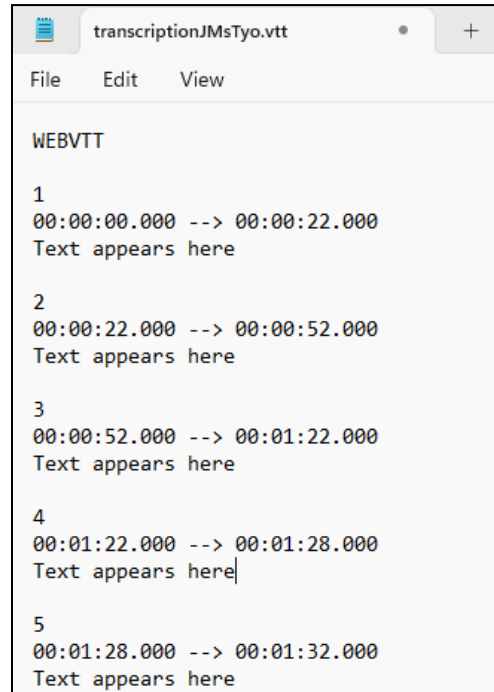 transcriptionJMsTyo.vtt
File Edit View
WEBVTT
1
00:00:00.000 --> 00:00:22.000
Text appears here
2
00:00:22.000 --> 00:00:52.000
Text appears here
3
00:00:52.000 --> 00:01:22.000
Text appears here
4
00:01:22.000 --> 00:01:28.000
Text appears here
5
00:01:28.000 --> 00:01:32.000
Text appears here